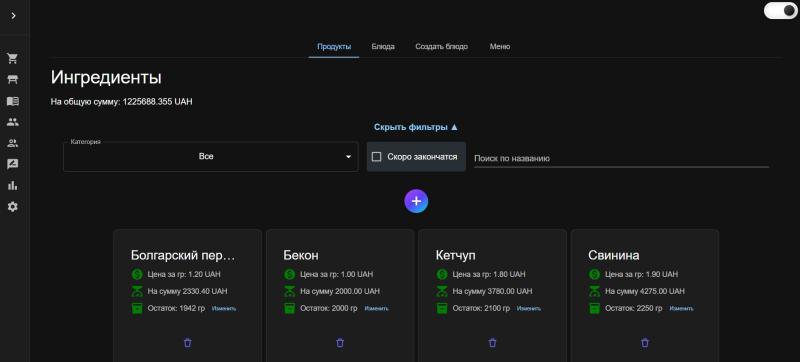 Продукты Блюда Создать блюдо Меню
Ингредиенты
На общую сумму: 1225688.355 UAH
Скрыть фильтры ▲
Категория
Все
Скоро закончатся
Поиск по названию
+
Болгарский пер…
Цена за гр: 1.20 UAH
На сумму 2330.40 UAH
Остаток: 1942 гр Изменить
Бекон
Цена за гр: 1.00 UAH
На сумму 2000.00 UAH
Остаток: 2000 гр Изменить
Кетчуп
Цена за гр: 1.80 UAH
На сумму 3780.00 UAH
Остаток: 2100 гр Изменить
Свинина
Цена за гр: 1.90 UAH
На сумму 4275.00 UAH
Остаток: 2250 гр Изменить